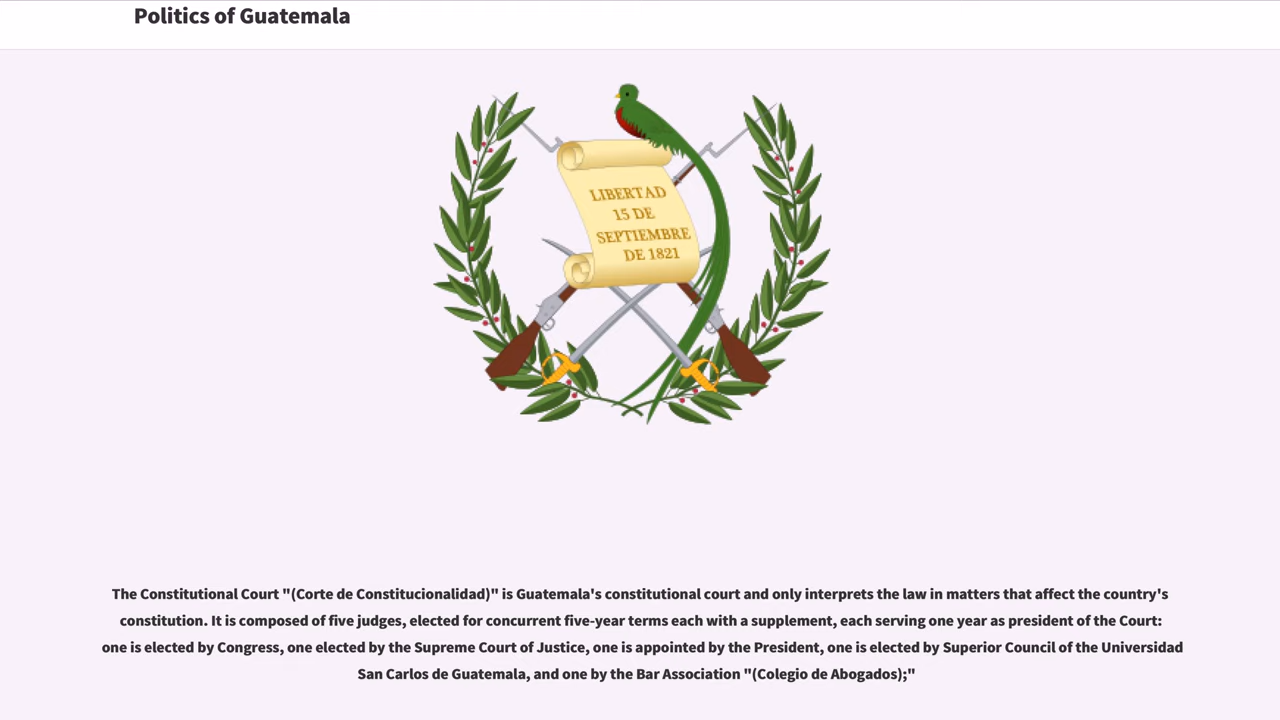 Politics of Guatemala
LIBERTAD
15 DE
SEPTIEMBRE
DE 1821
The Constitutional Court "(Corte de Constitucionalidad)" is Guatemala's constitutional court and only interprets the law in matters that affect the country's
constitution. It is composed of five judges, elected for concurrent five-year terms each with a supplement, each serving one year as president of the Court:
one is elected by Congress, one elected by the Supreme Court of Justice, one is appointed by the President, one is elected by Superior Council of the Universidad
San Carlos de Guatemala, and one by the Bar Association "(Colegio de Abogados);"